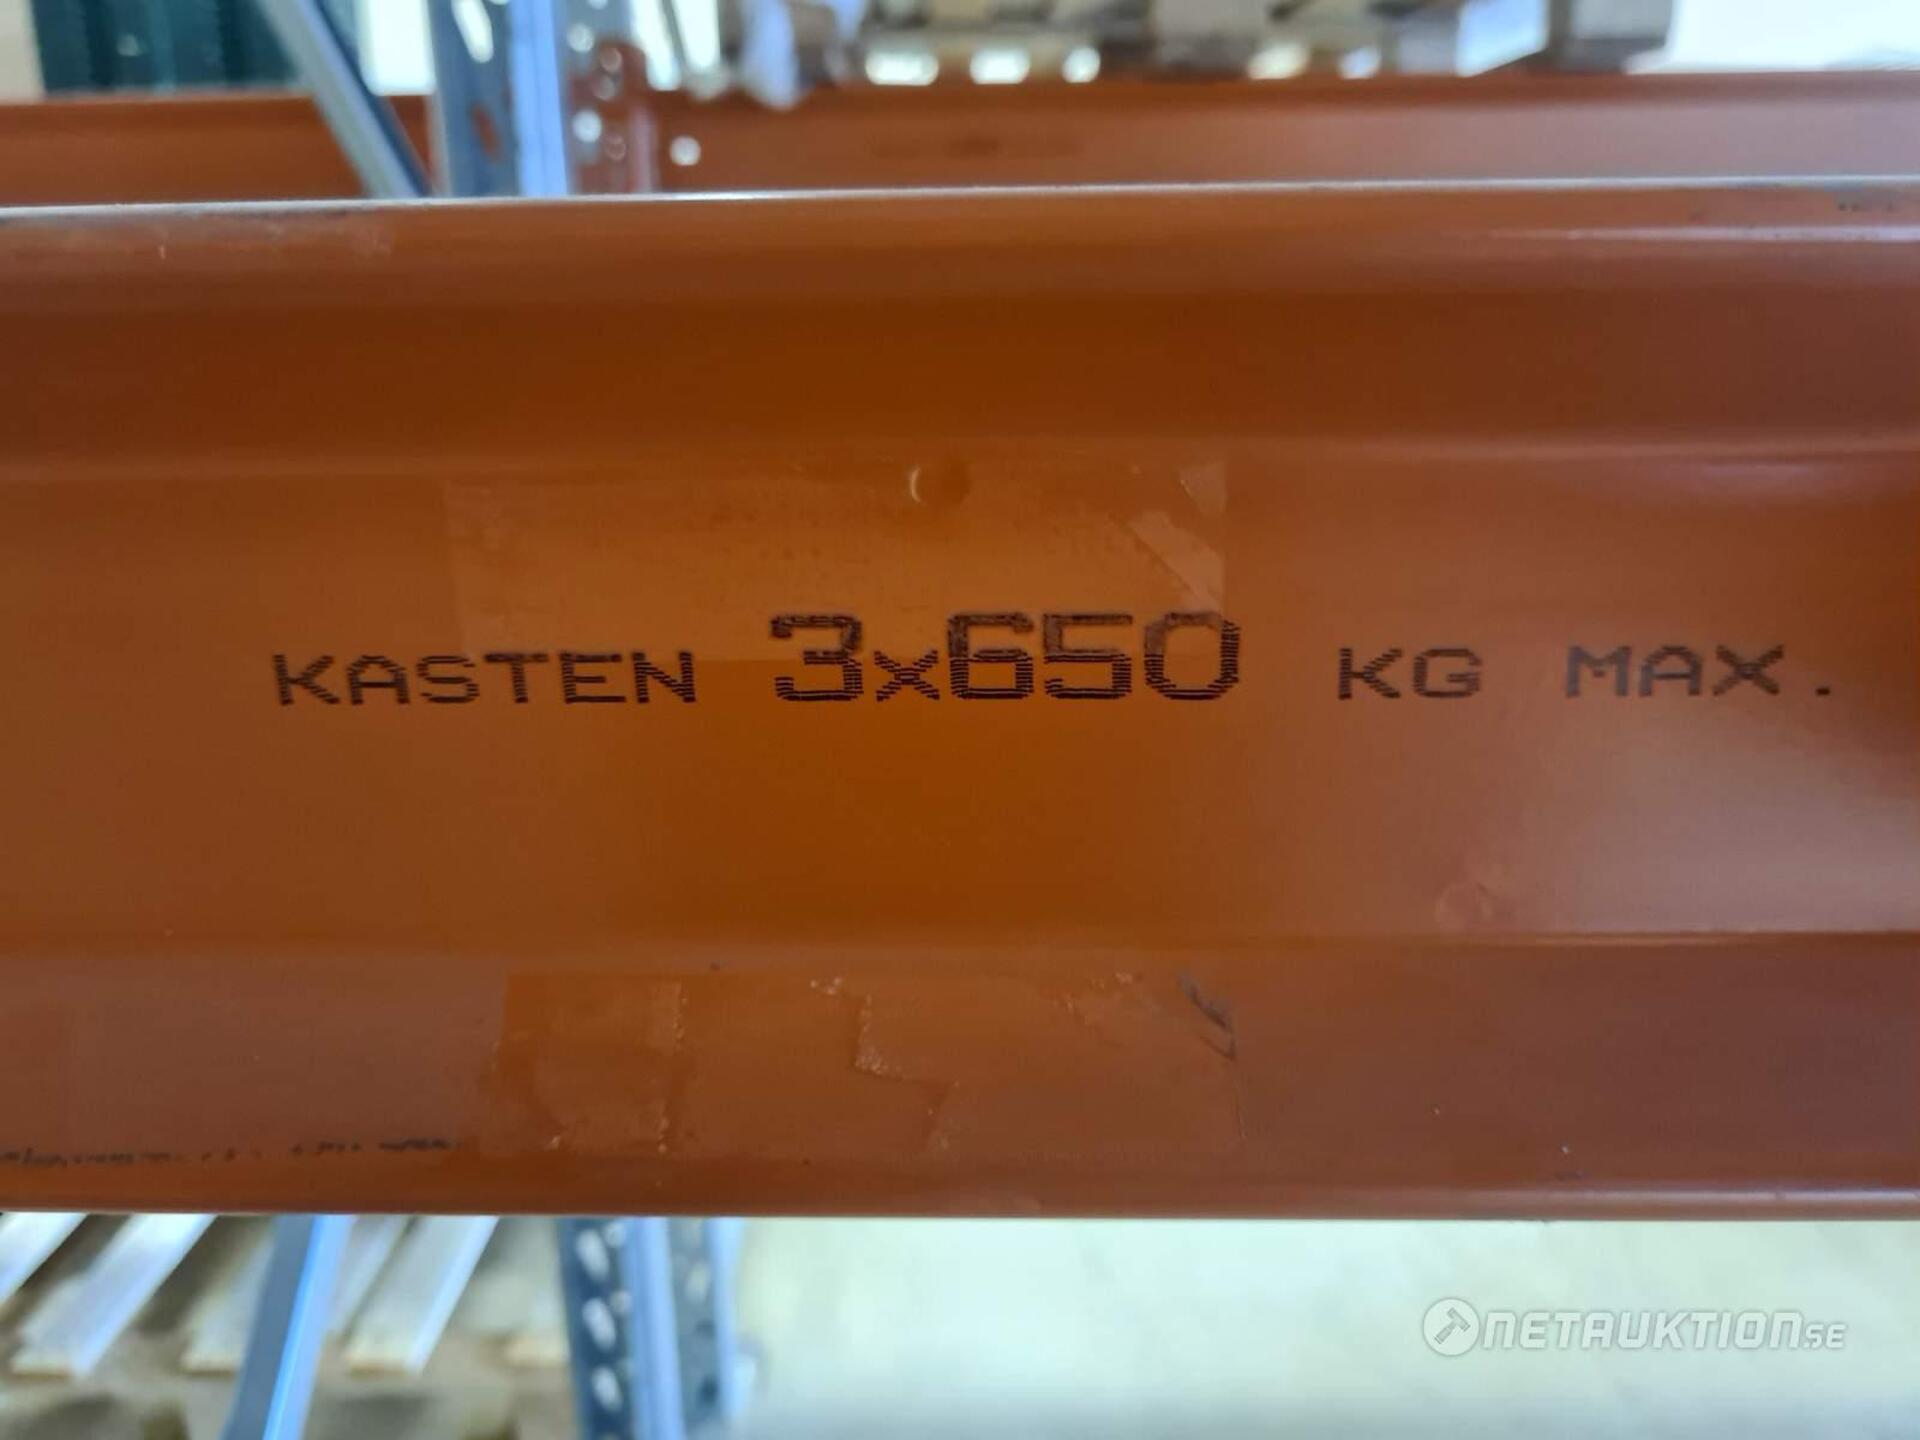 KASTEN 3x650 KG MAX.
NETAUKTION.SE